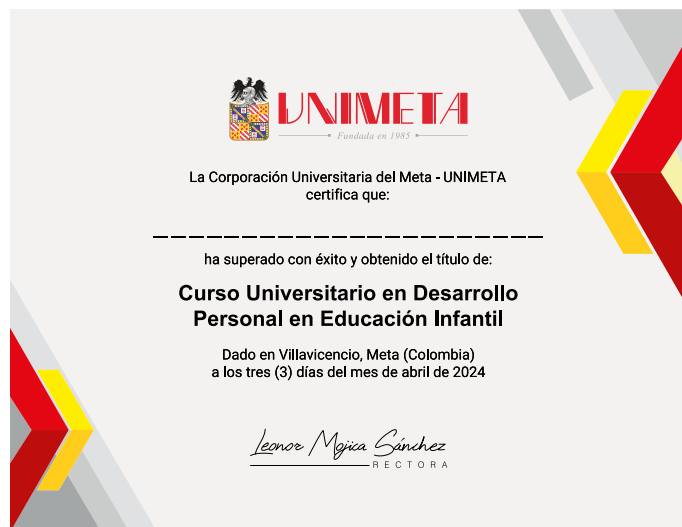 UNIMETA
Fundada en 1985
La Corporación Universitaria del Meta - UNIMETA
certifica que:
ha superado con éxito y obtenido el título de:
Curso Universitario en Desarrollo
Personal en Educación Infantil
Dado en Villavicencio, Meta (Colombia)
a los tres (3) días del mes de abril de 2024
Leonor Mojica Sánchez
RECTORA